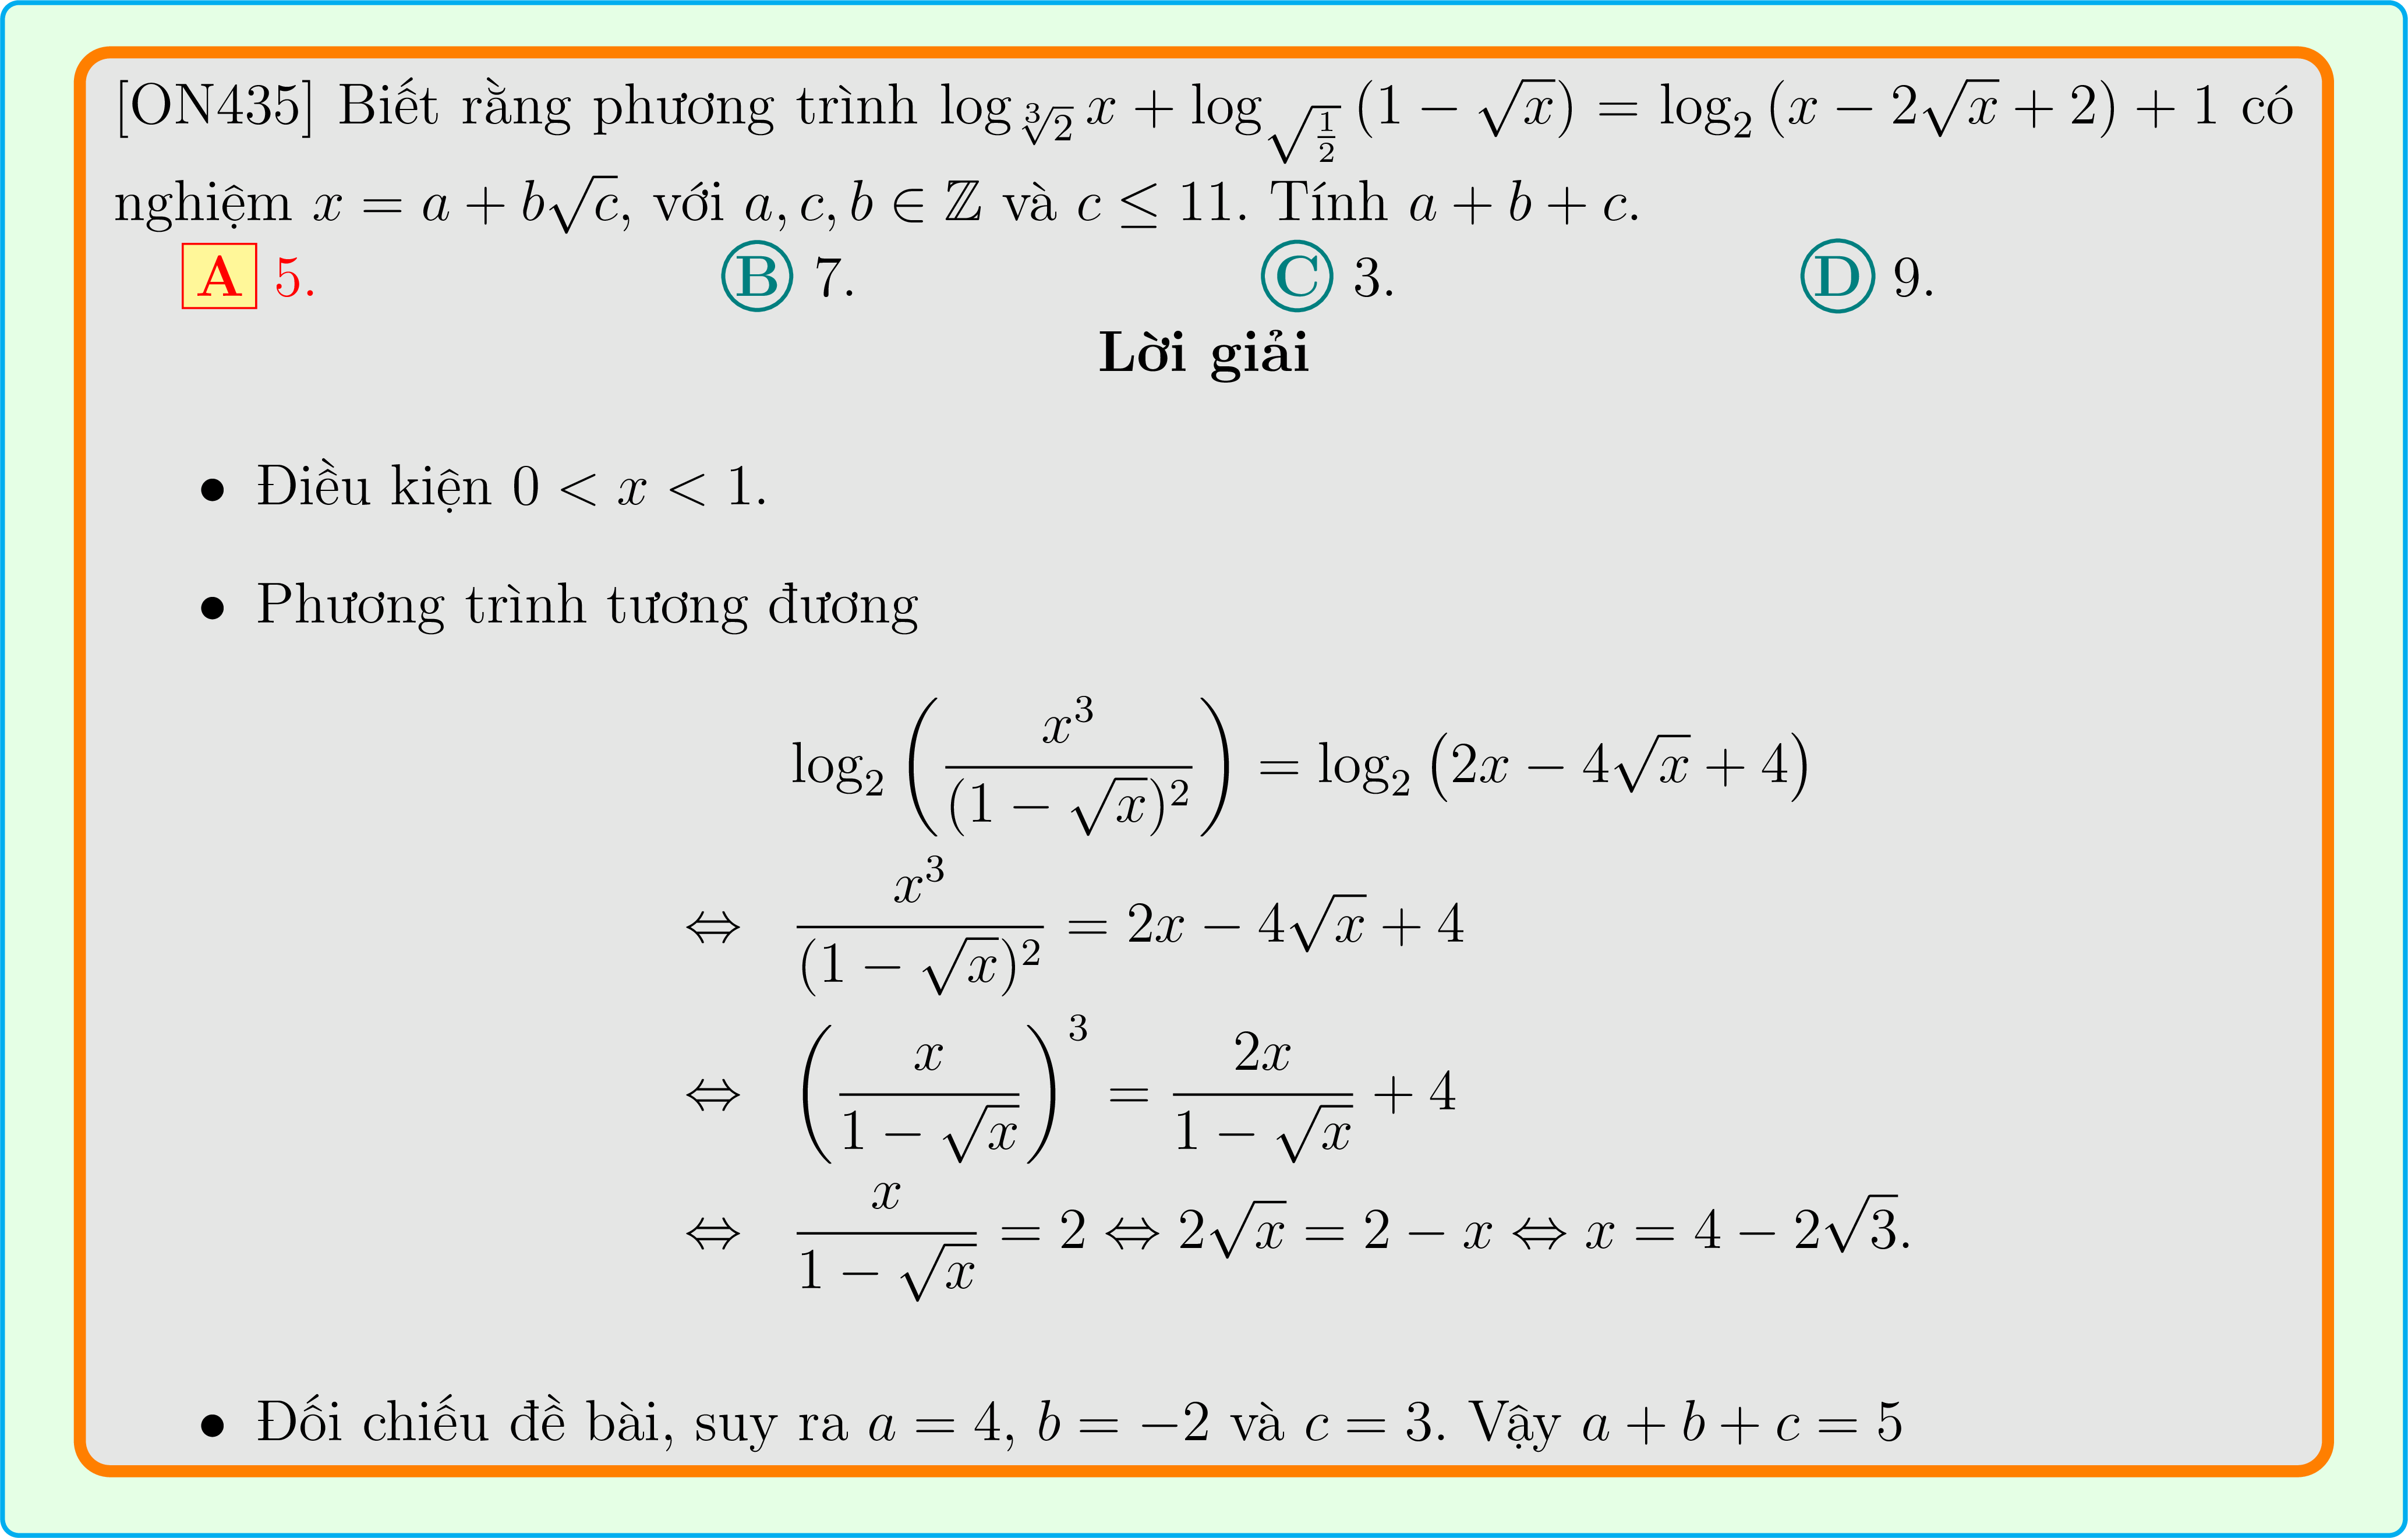 [ON435] Biết rằng phương trình $\log_{\sqrt[3]{2}} x + \log_{\sqrt{\frac{1}{2}}} (1 - \sqrt{x}) = \log_2 (x - 2\sqrt{x} + 2) + 1$ có
nghiệm $x = a + b\sqrt{c}$, với $a, c, b \in \mathbb{Z}$ và $c \leq 11$. Tính $a + b + c$.
A 5. B 7. C 3. D 9.
Lời giải
• Điều kiện $0 < x < 1$.
• Phương trình tương đương
$\log_2 \left( \frac{x^3}{(1 - \sqrt{x})^2} \right) = \log_2 (2x - 4\sqrt{x} + 4)$
$\Leftrightarrow \frac{x^3}{(1 - \sqrt{x})^2} = 2x - 4\sqrt{x} + 4$
$\Leftrightarrow \left( \frac{x}{1 - \sqrt{x}} \right)^3 = \frac{2x}{1 - \sqrt{x}} + 4$
$\Leftrightarrow \frac{x}{1 - \sqrt{x}} = 2 \Leftrightarrow 2\sqrt{x} = 2 - x \Leftrightarrow x = 4 - 2\sqrt{3}.$
• Đối chiếu đề bài, suy ra $a = 4$, $b = -2$ và $c = 3$. Vậy $a + b + c = 5$